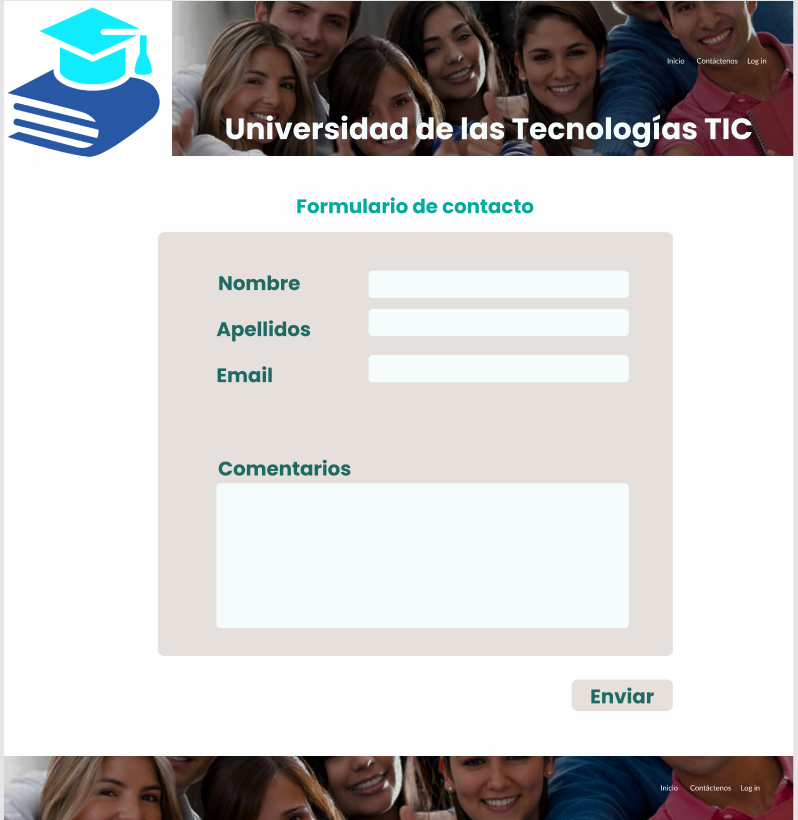 Inicio Contáctenos Log in
Universidad de las Tecnologías TIC
Formulario de contacto
Nombre
Apellidos
Email
Comentarios
Enviar
Inicio Contáctenos Log in